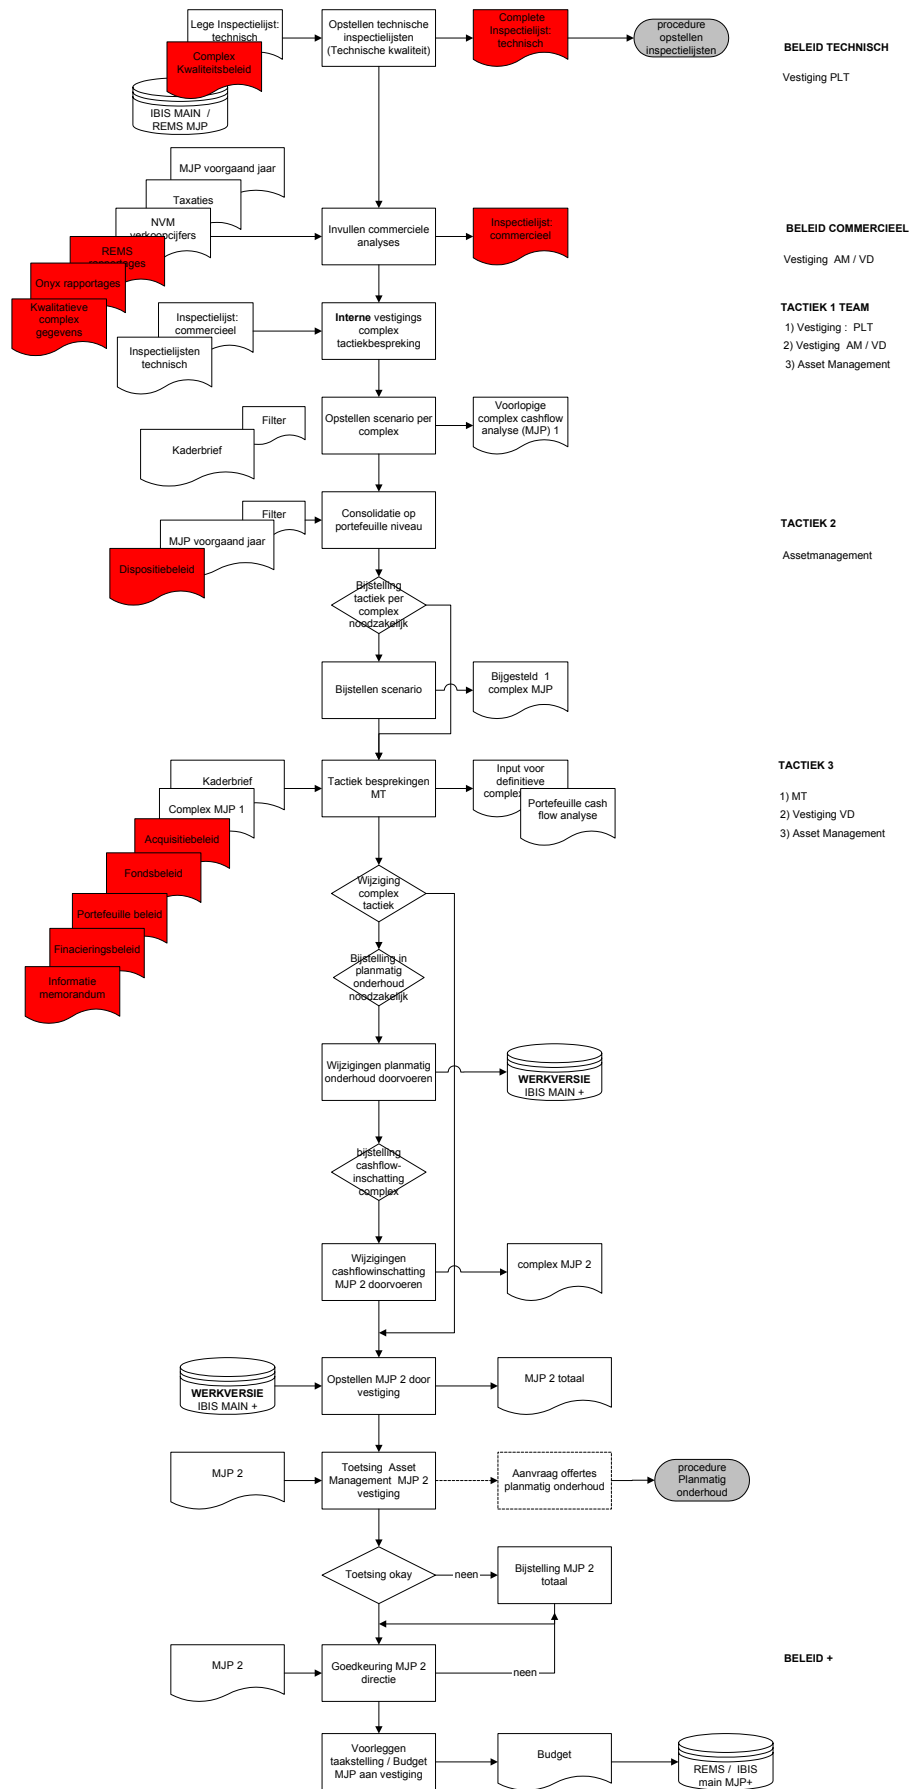 Lege Inspectielijst:
technisch
Complex
Kwaliteitsbeleid
IBIS MAIN /
REMS MJP
Opstellen technische
inspectielijsten
(Technische kwaliteit)
Complete
Inspectielijst:
technisch
procedure
opstellen
inspectielijsten
BELEID TECHNISCH
Vestiging PLT
MJP voorgaand jaar
Taxaties
NVM
verkoopcijfers
REMS
rapportages
Onyx rapportages
Kwalitatieve
complex
gegevens
Invullen commerciele
analyses
Inspectielijst:
commercieel
BELEID COMMERCIEEL
Vestiging AM / VD
Inspectielijst:
commercieel
Inspectielijsten
technisch
Interne vestigings
complex
tactiekbespreking
TACTIEK 1 TEAM
1) Vestiging : PLT
2) Vestiging AM / VD
3) Asset Management
Filter
Kaderbrief
Opstellen scenario per
complex
Voorlopige
complex cashflow
analyse (MJP) 1
Filter
MJP voorgaand jaar
Dispositiebeleid
Consolidatie op
portefeuille niveau
TACTIEK 2
Assetmanagement
Bijstelling
tactiek per
complex
noodzakelijk
Bijstellen scenario
Bijgesteld 1
complex MJP
Kaderbrief
Complex MJP 1
Acquisitiebeleid
Fondsbeleid
Portefeuille beleid
Finacieringsbeleid
Informatie
memorandum
Tactiek besprekingen
MT
Input voor
definitieve
complex
Portefeuille cash
flow analyse
TACTIEK 3
1) MT
2) Vestiging VD
3) Asset Management
Wijziging
complex
tactiek
Bijstelling in
planmatig
onderhoud
noodzakelijk
Wijzigingen planmatig
onderhoud doorvoeren
WERKVERSIE
IBIS MAIN +
bijstelling
cashflow-
inschatting
complex
Wijzigingen
cashflowinschatting
MJP 2 doorvoeren
complex MJP 2
WERKVERSIE
IBIS MAIN +
Opstellen MJP 2 door
vestiging
MJP 2 totaal
MJP 2
Toetsing Asset
Management MJP 2
vestiging
Aanvraag offertes
planmatig onderhoud
procedure
Planmatig
onderhoud
Toetsing okay
neen
Bijstelling MJP 2
totaal
MJP 2
Goedkeuring MJP 2
directie
neen
BELEID +
Voorleggen
taakstelling / Budget
MJP aan vestiging
Budget
REMS / IBIS
main MJP+